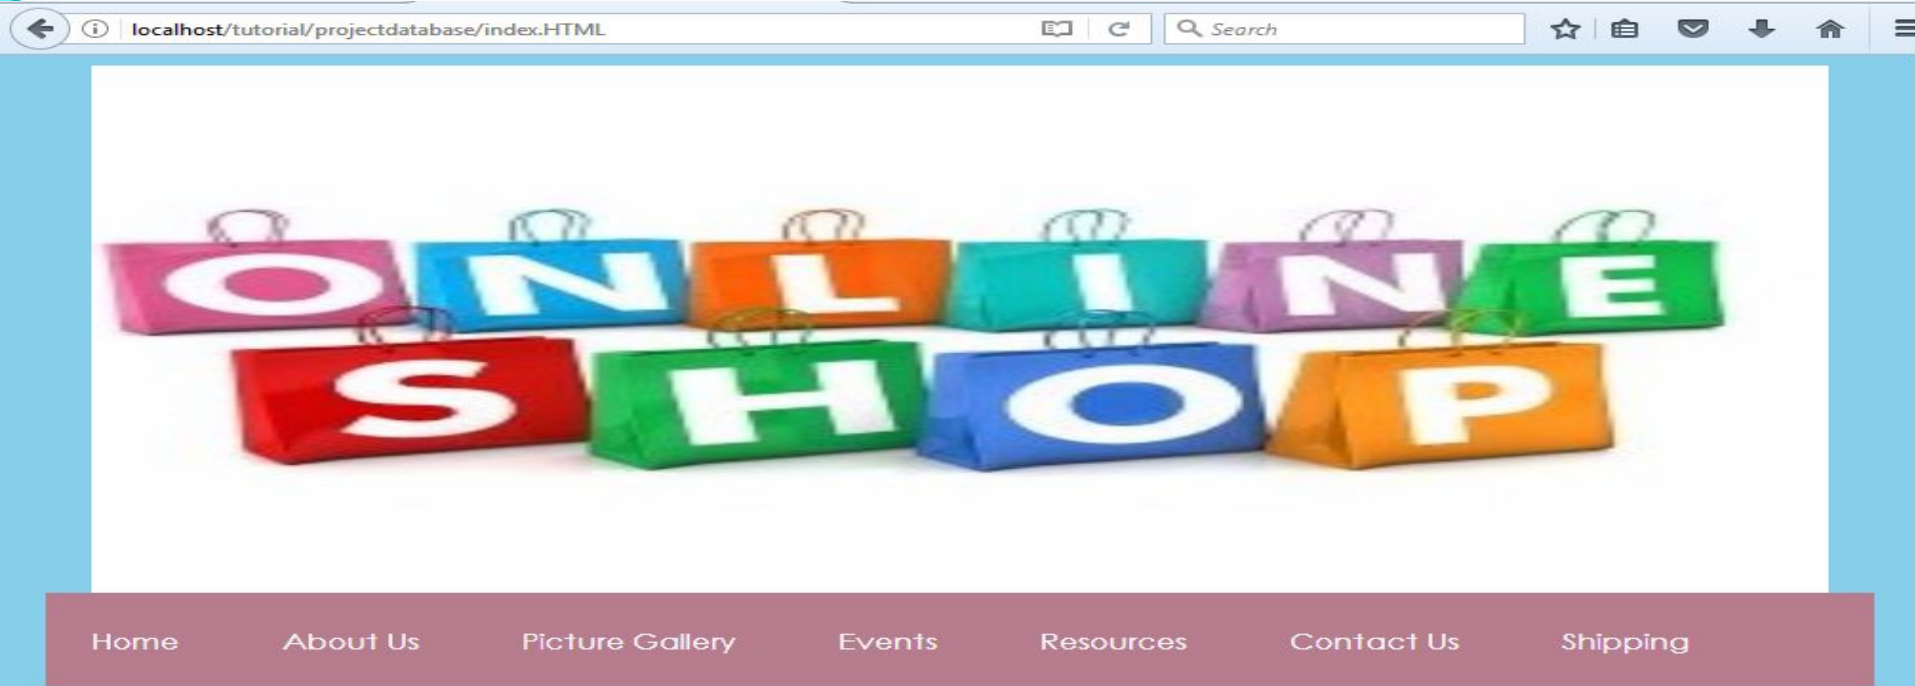 localhost/tutorial/projectdatabase/index.HTML Search
ONLINE
SHOP
Home About Us Picture Gallery Events Resources Contact Us Shipping